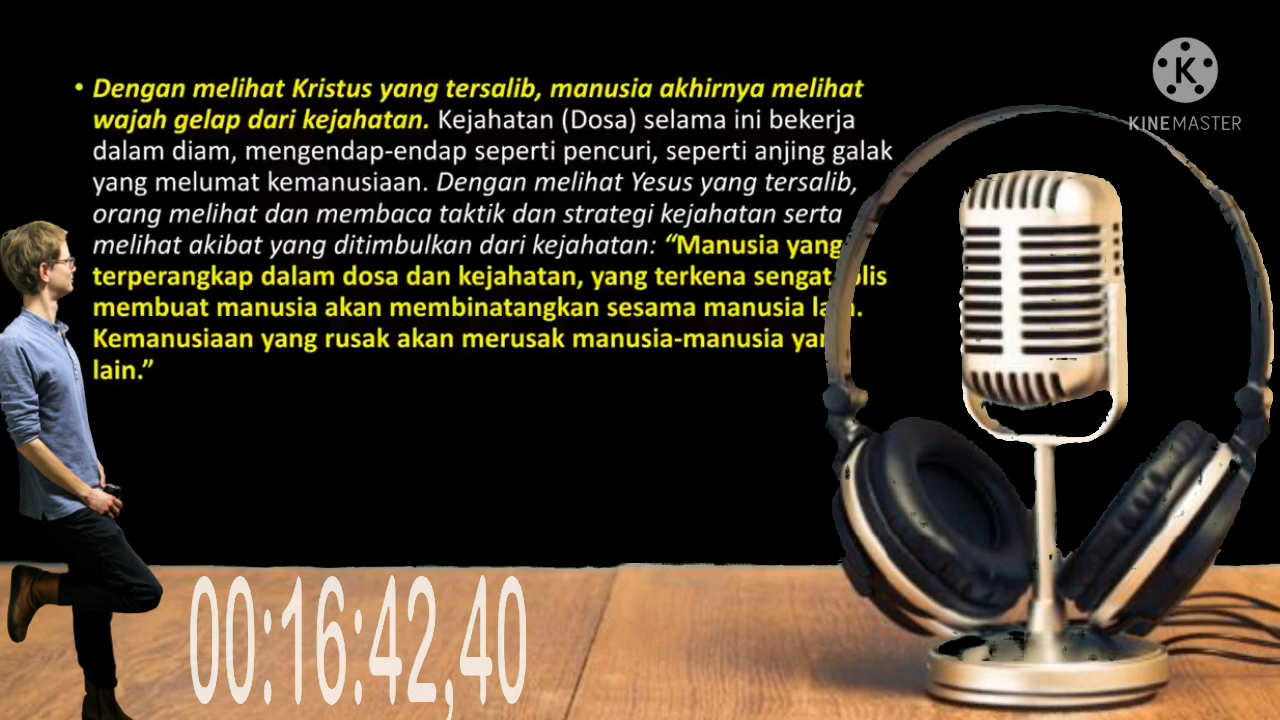 • Dengan melihat Kristus yang tersalib, manusia akhirnya melihat
wajah gelap dari kejahatan. Kejahatan (Dosa) selama ini bekerja
dalam diam, mengendap-endap seperti pencuri, seperti anjing galak
yang melumat kemanusiaan. Dengan melihat Yesus yang tersalib,
orang melihat dan membaca taktik dan strategi kejahatan serta
melihat akibat yang ditimbulkan dari kejahatan: “Manusia yang
terperangkap dalam dosa dan kejahatan, yang terkena sengat
membuat manusia akan membinatangkan sesama manusia
Kemanusiaan yang rusak akan merusak manusia-manusia
lain.”
K
KINEMASTER
00:16:42,40